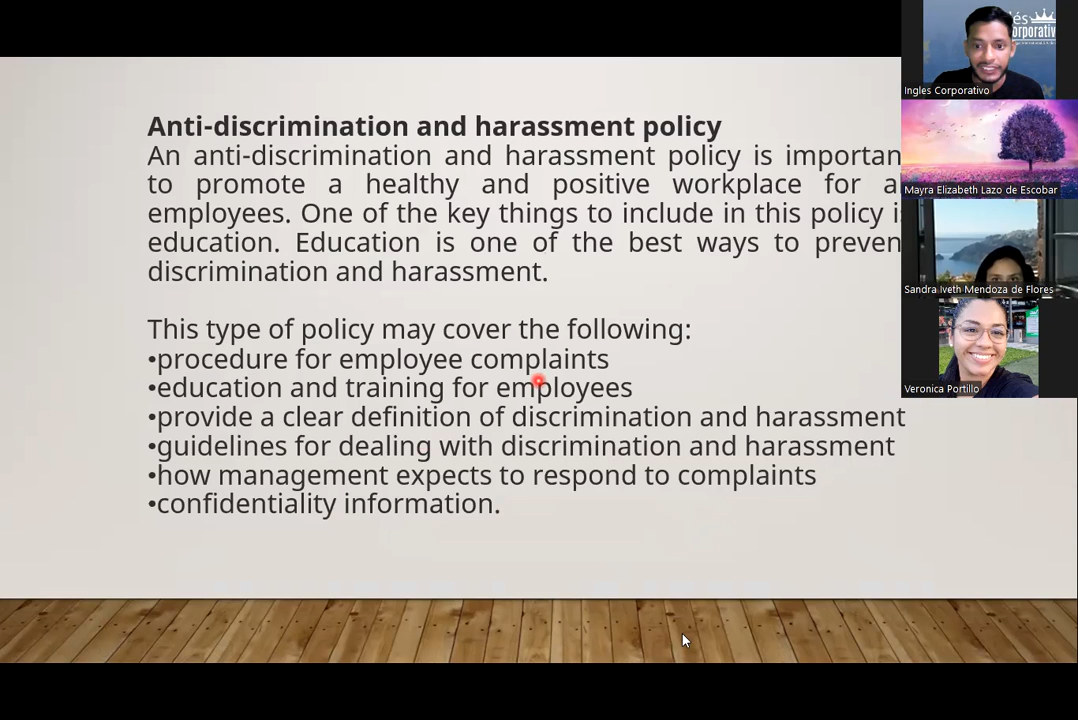 Anti-discrimination and harassment policy
An anti-discrimination and harassment policy is importan
to promote a healthy and positive workplace for a
employees. One of the key things to include in this policy i
education. Education is one of the best ways to preven
discrimination and harassment.
This type of policy may cover the following:
•procedure for employee complaints
•education and training for employees
•provide a clear definition of discrimination and harassment
•guidelines for dealing with discrimination and harassment
•how management expects to respond to complaints
•confidentiality information.
és
orporativ
Ingles Corporativo
Mayra Elizabeth Lazo de Escobar
Sandra Iveth Mendoza de Flores
Veronica Portillo